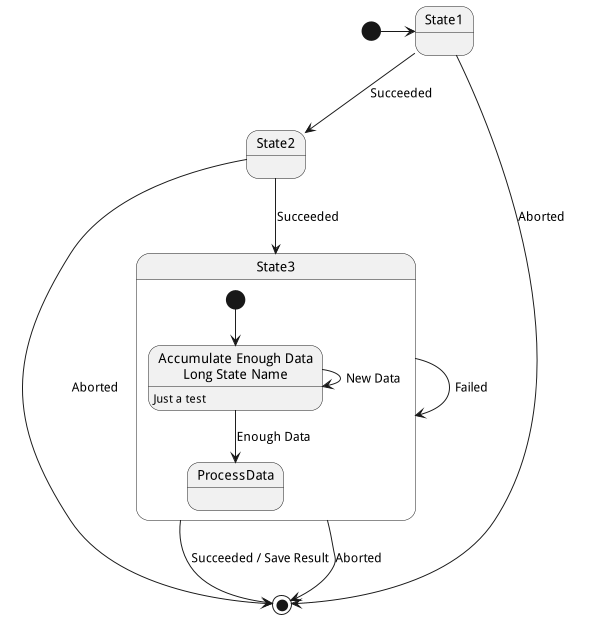 State1
Succeeded
State2
Succeeded
Aborted
State3
Accumulate Enough Data
Long State Name
Just a test
New Data
Aborted
Failed
Enough Data
ProcessData
Succeeded / Save Result
Aborted